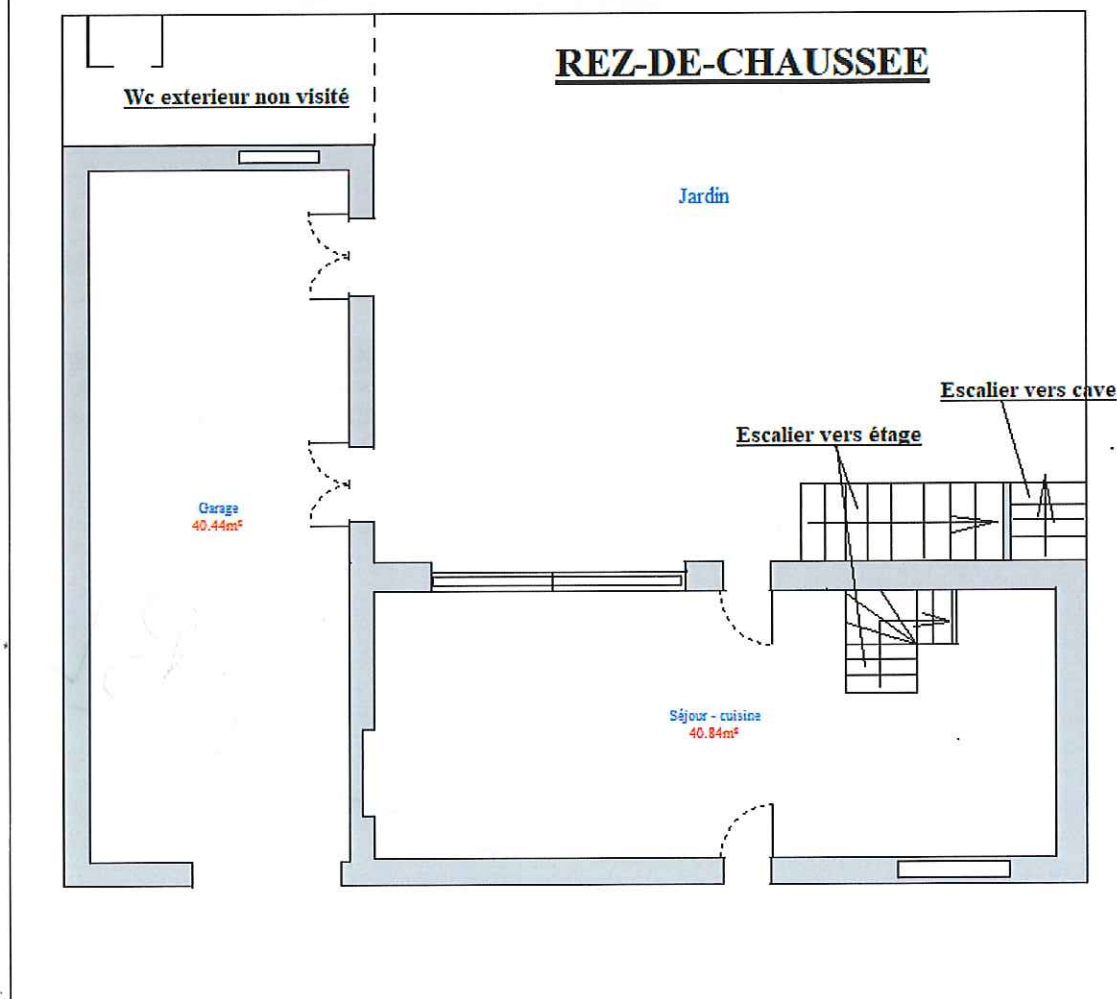 REZ-DE-CHAUSSEE
Wc exterieur non visité
Jardin
Escalier vers cave
Escalier vers étage
Garage
40.44m²
Séjour - cuisine
40.84m²